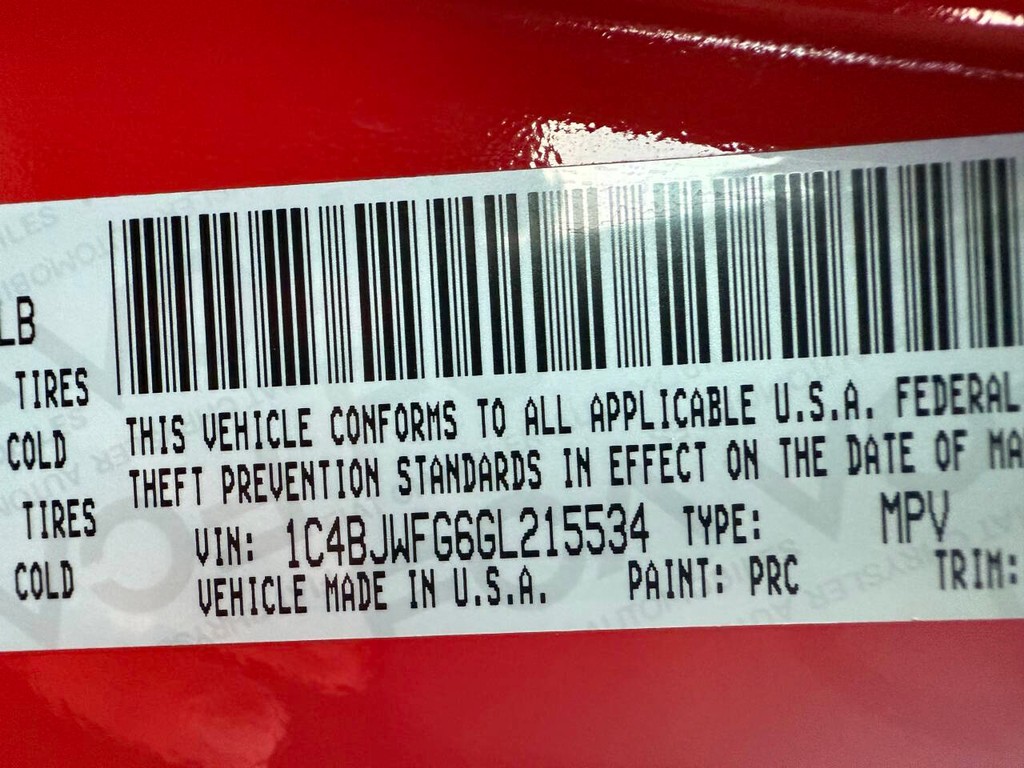 LB
TIRES
COLD
TIRES
COLD
THIS VEHICLE CONFORMS TO ALL APPLICABLE U.S.A. FEDERAL
THEFT PREVENTION STANDARDS IN EFFECT ON THE DATE OF MA
VIN: 1C4BJWFG6GL215534 TYPE: MPV
VEHICLE MADE IN U.S.A. PAINT: PRC TRIM: